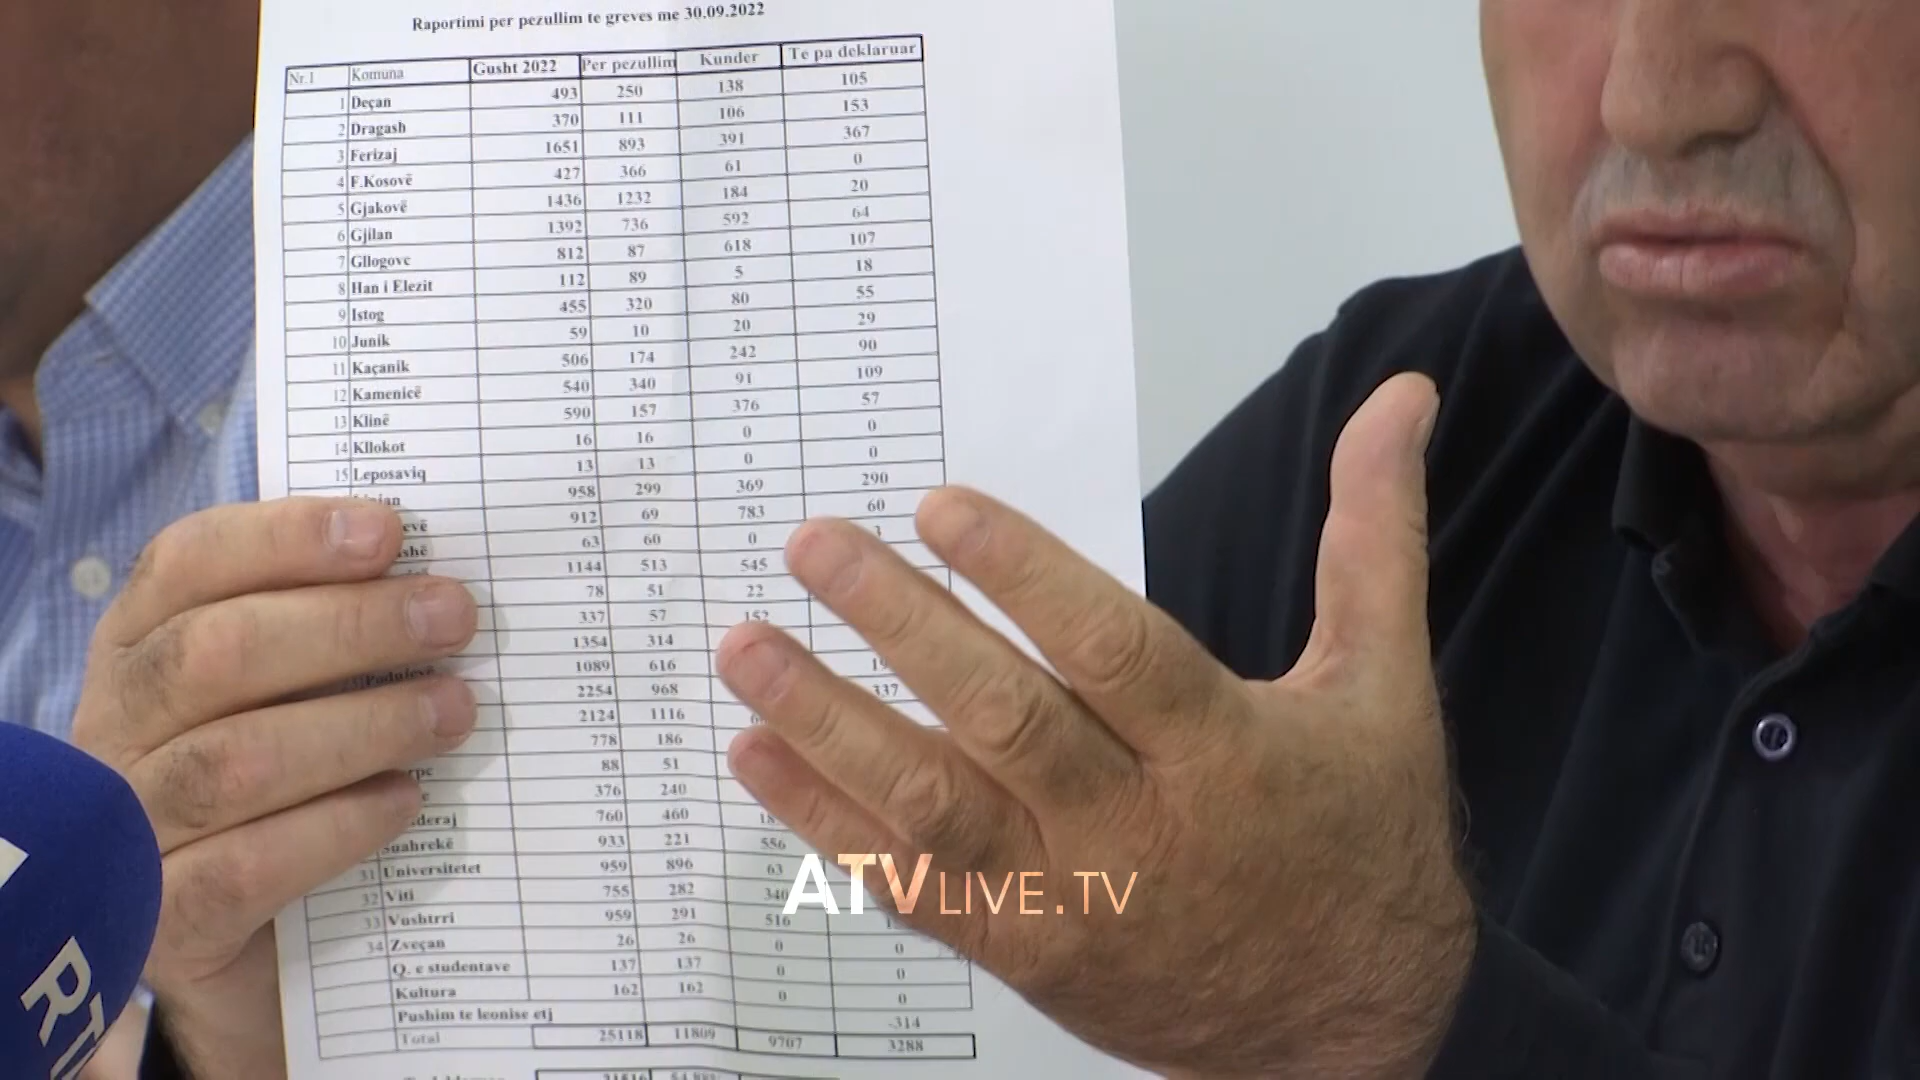 Raportimi per pezullim te greves me 30.09.2022
Nr.1 Komuna Gusht 2022 Per pezullim Kunder Te pa deklaruar
1 Deçan 493 250 138 105
2 Dragash 370 111 106 153
3 Ferizaj 1651 893 391 367
4 F.Kosovë 427 366 61 0
5 Gjakovë 1436 1232 184 20
6 Gjilan 1392 736 592 64
7 Gllogovc 812 87 618 107
8 Han i Elezit 112 89 5 18
9 Istog 455 320 80 55
10 Junik 59 10 20 29
11 Kaçanik 506 174 242 90
12 Kamenicë 540 340 91 109
13 Klinë 590 157 376 57
14 Kllokot 16 16 0 0
15 Leposaviq 13 13 0 0
958 299 369 290
912 69 783 60
63 60 0 3
1144 513 545
78 51 22
337 57 152
1354 314
Podujevë 1089 616
2254 968 337
2124 1116
778 186
88 51
376 240
760 460
Suahrekë 933 221 556
31 Universitetet 959 896 63
32 Viti 755 282 340
33 Vushtrri 959 291 516
34 Zveçan 26 26 0 0
Q. e studentave 137 137 0 0
Kultura 162 162 0 0
Pushim te leonise etj -314
Total 25118 11809 9707 3288
ATV LIVE.TV
RT